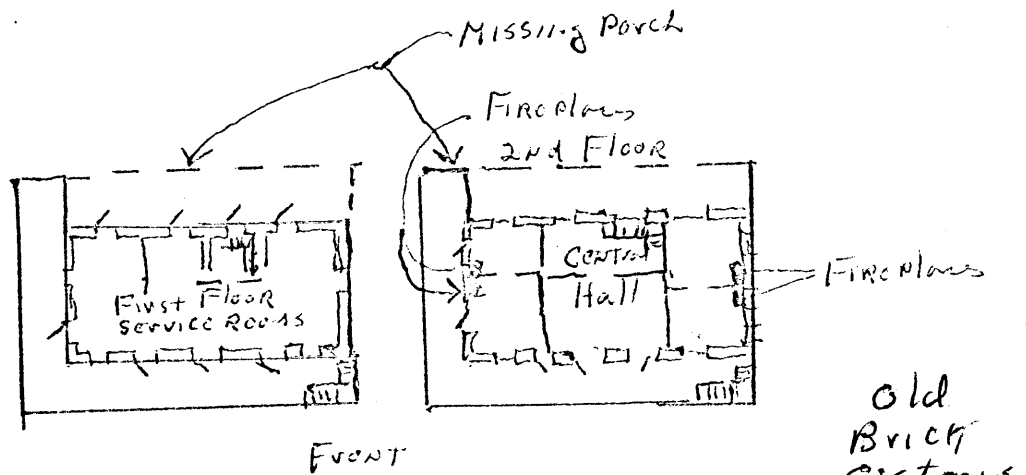 Missing Porch
Fireplaces
2nd Floor
Central
Hall
Fireplaces
First Floor
Service Rooms
Front
Old
Brick